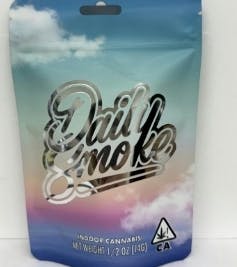 Daily
Smoke
INDOOR CANNABIS
NET WEIGHT 1/2 OZ (14G)
CA